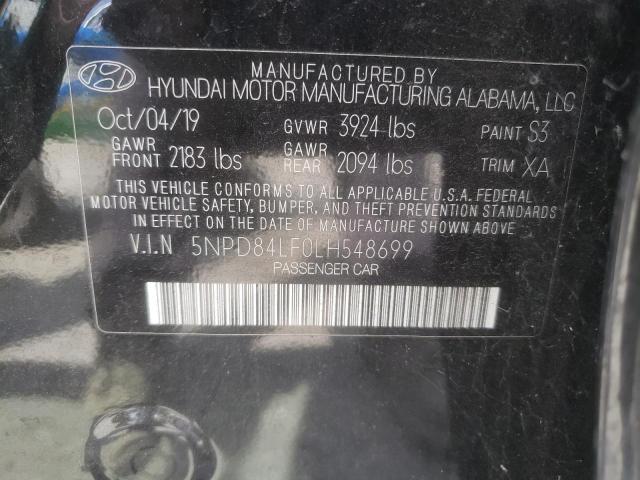 MANUFACTURED BY
HYUNDAI MOTOR MANUFACTURING ALABAMA, LLC
Oct/04/19 GVWR 3924 lbs PAINT S3
GAWR FRONT 2183 lbs GAWR REAR 2094 lbs TRIM XA
THIS VEHICLE CONFORMS TO ALL APPLICABLE U.S.A. FEDERAL
MOTOR VEHICLE SAFETY, BUMPER, AND THEFT PREVENTION STANDARDS
IN EFFECT ON THE DATE OF MANUFACTURE SHOWN ABOVE.
V.I.N 5NPD84LF0LH548699
PASSENGER CAR